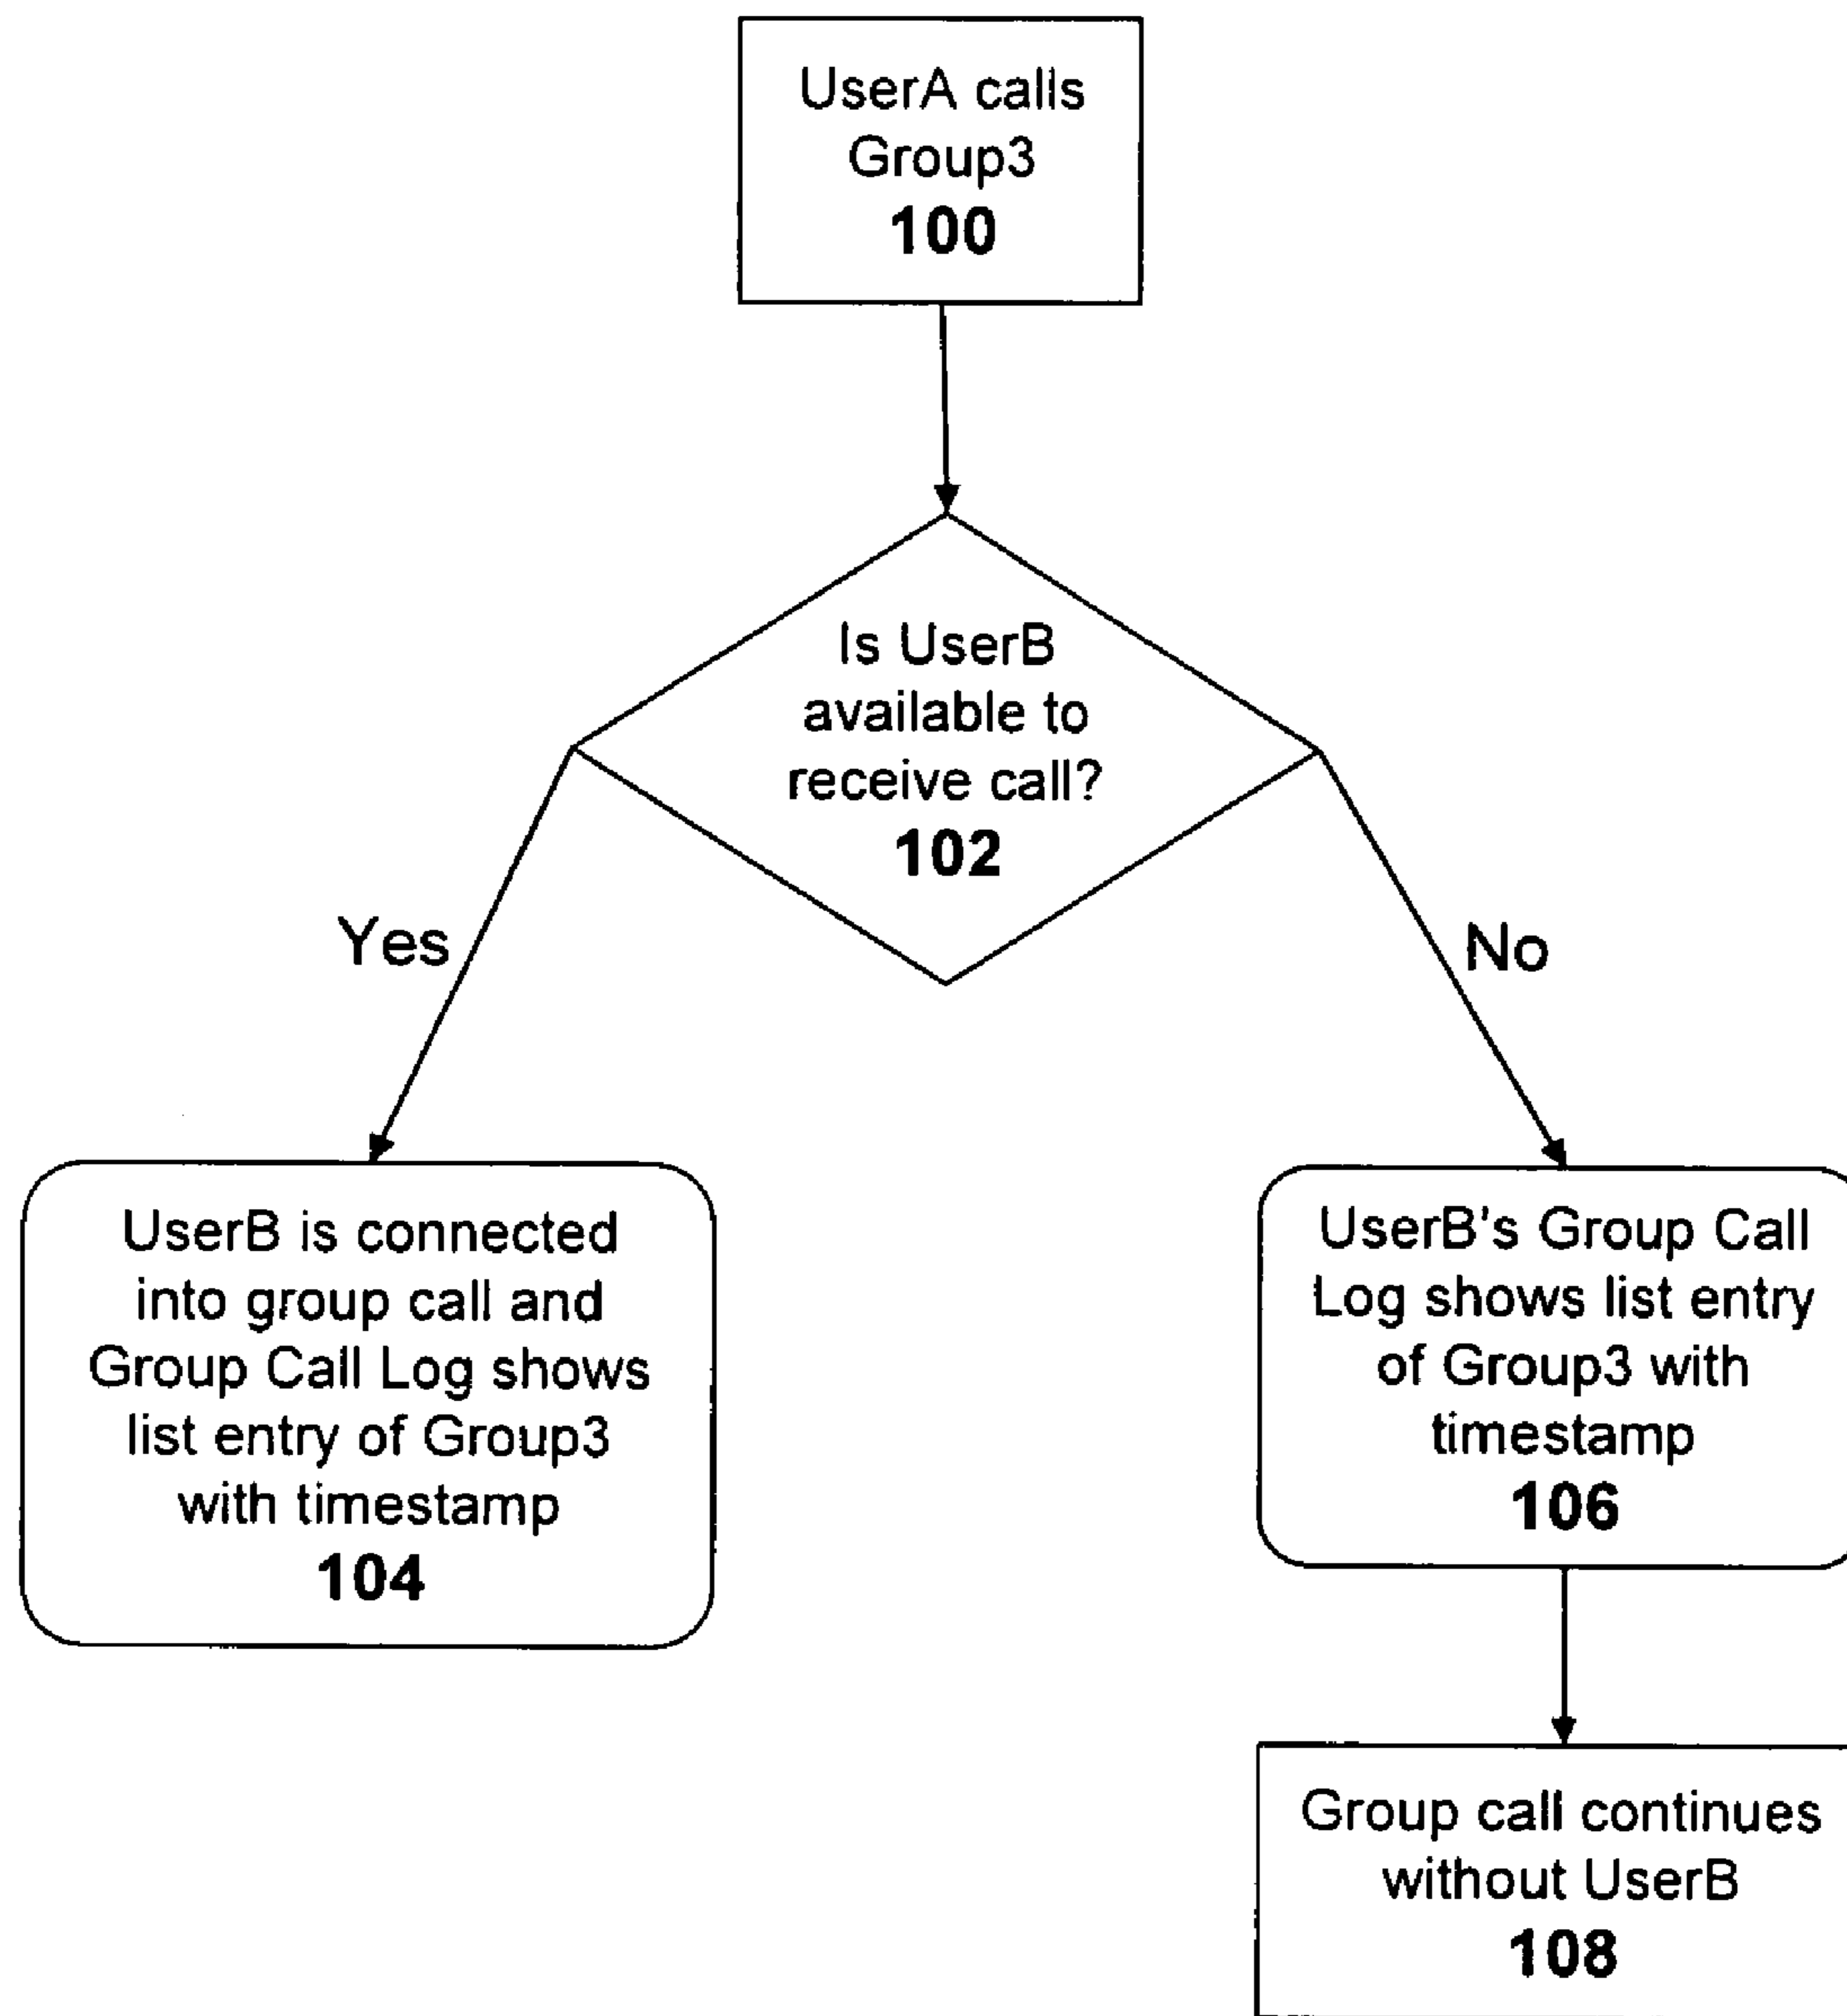 UserA calls
Group3
100
Is UserB
available to
receive call?
102
Yes
No
UserB is connected
into group call and
Group Call Log shows
list entry of Group3
with timestamp
104
UserB's Group Call
Log shows list entry
of Group3 with
timestamp
106
Group call continues
without UserB
108